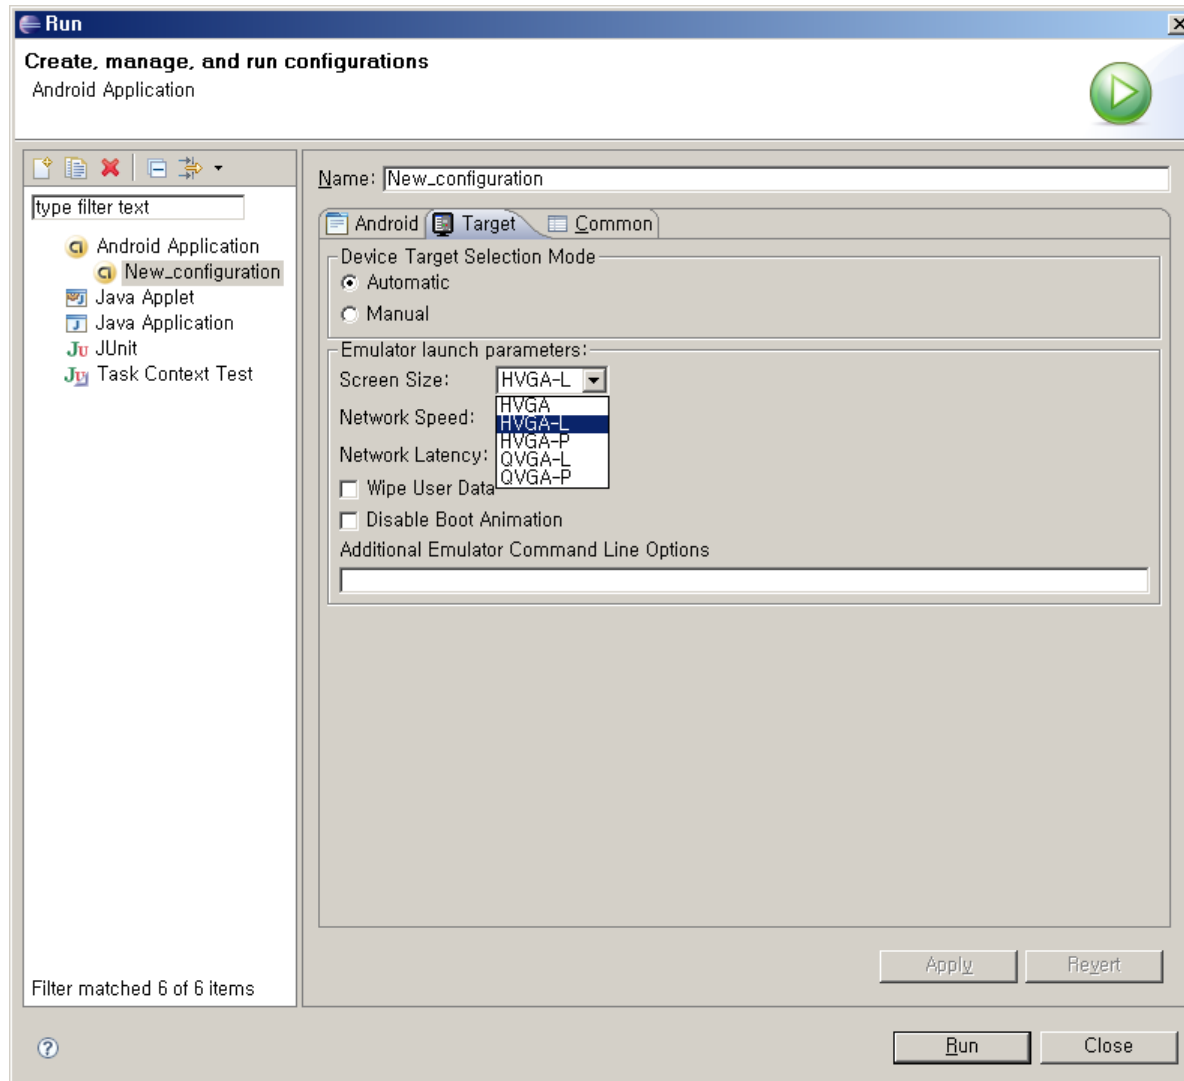 Run
Create, manage, and run configurations
Android Application
type filter text
Android Application
New_configuration
Java Applet
Java Application
JUnit
Task Context Test
Filter matched 6 of 6 items
Name: New_configuration
Android Target Common
Device Target Selection Mode
Automatic
Manual
Emulator launch parameters:
Screen Size: HVGA-L
HVGA
HVGA-L
HVGA-P
QVGA-L
QVGA-P
Network Speed:
Network Latency:
Wipe User Data
Disable Boot Animation
Additional Emulator Command Line Options
Apply Revert
Run Close